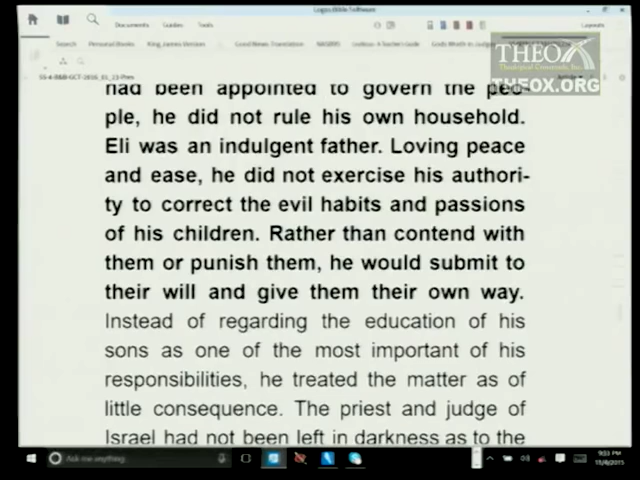 Logos Bible Software
Documents Guides Tools
Layouts
Search Personal Books King James Version Good News Translation
THEOX
TH5OX.ORG
had been appointed to govern the peo-
ple, he did not rule his own household.
Eli was an indulgent father. Loving peace
and ease, he did not exercise his authori-
ty to correct the evil habits and passions
of his children. Rather than contend with
them or punish them, he would submit to
their will and give them their own way.
Instead of regarding the education of his
sons as one of the most important of his
responsibilities, he treated the matter as of
little consequence. The priest and judge of
Israel had not been left in darkness as to the
Ask me anything